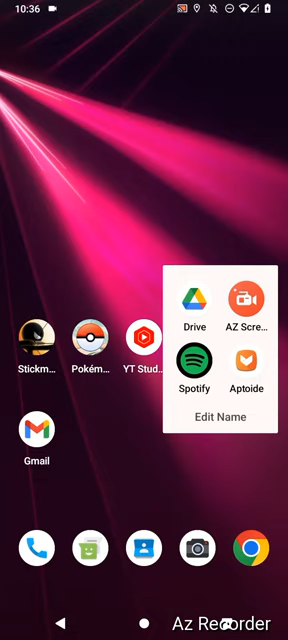 10:36
Drive
AZ Scre...
Stickm...
Pokém...
YT Stud...
Spotify
Aptoide
Edit Name
Gmail
Az Recorder